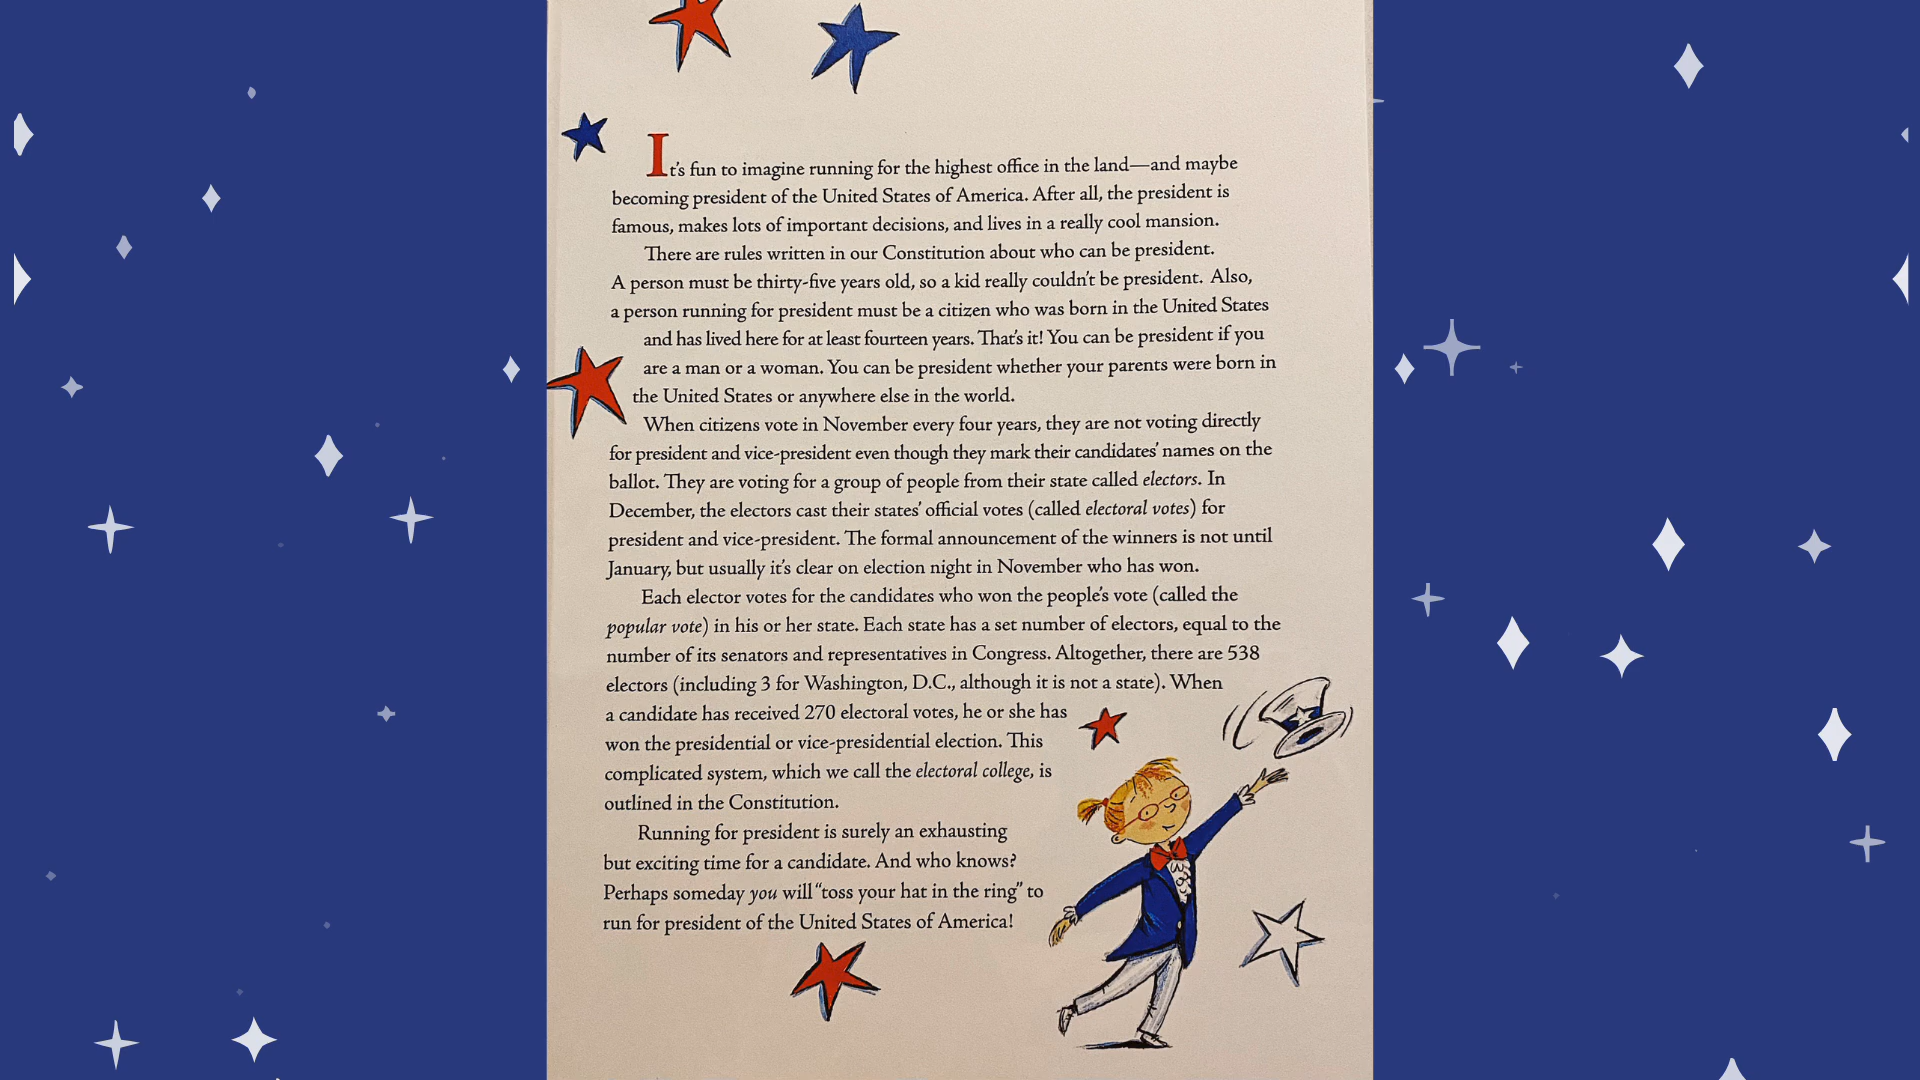 It's fun to imagine running for the highest office in the land—and maybe
becoming president of the United States of America. After all, the president is
famous, makes lots of important decisions, and lives in a really cool mansion.
There are rules written in our Constitution about who can be president.
A person must be thirty-five years old, so a kid really couldn't be president. Also,
a person running for president must be a citizen who was born in the United States
and has lived here for at least fourteen years. That's it! You can be president if you
are a man or a woman. You can be president whether your parents were born in
the United States or anywhere else in the world.
When citizens vote in November every four years, they are not voting directly
for president and vice-president even though they mark their candidates' names on the
ballot. They are voting for a group of people from their state called electors. In
December, the electors cast their states' official votes (called electoral votes) for
president and vice-president. The formal announcement of the winners is not until
January, but usually it's clear on election night in November who has won.
Each elector votes for the candidates who won the people's vote (called the
popular vote) in his or her state. Each state has a set number of electors, equal to the
number of its senators and representatives in Congress. Altogether, there are 538
electors (including 3 for Washington, D.C., although it is not a state). When
a candidate has received 270 electoral votes, he or she has
won the presidential or vice-presidential election. This
complicated system, which we call the electoral college, is
outlined in the Constitution.
Running for president is surely an exhausting
but exciting time for a candidate. And who knows?
Perhaps someday you will “toss your hat in the ring” to
run for president of the United States of America!